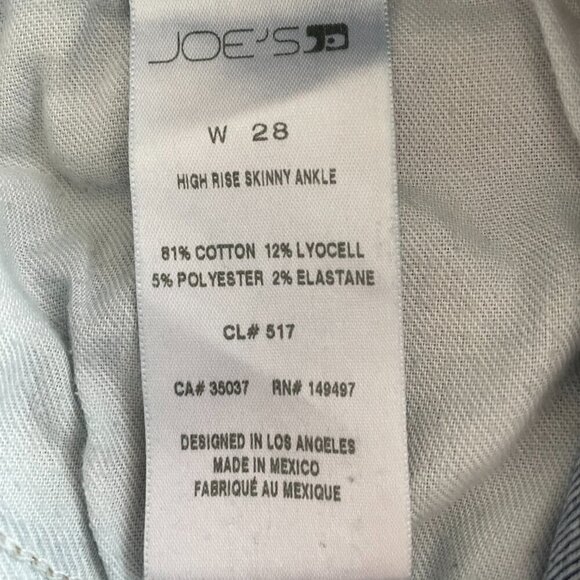 JOE'S
W 28
HIGH RISE SKINNY ANKLE
81% COTTON 12% LYOCELL
5% POLYESTER 2% ELASTANE
CL# 517
CA# 35037 RN# 149497
DESIGNED IN LOS ANGELES
MADE IN MEXICO
FABRIQUÉ AU MEXIQUE